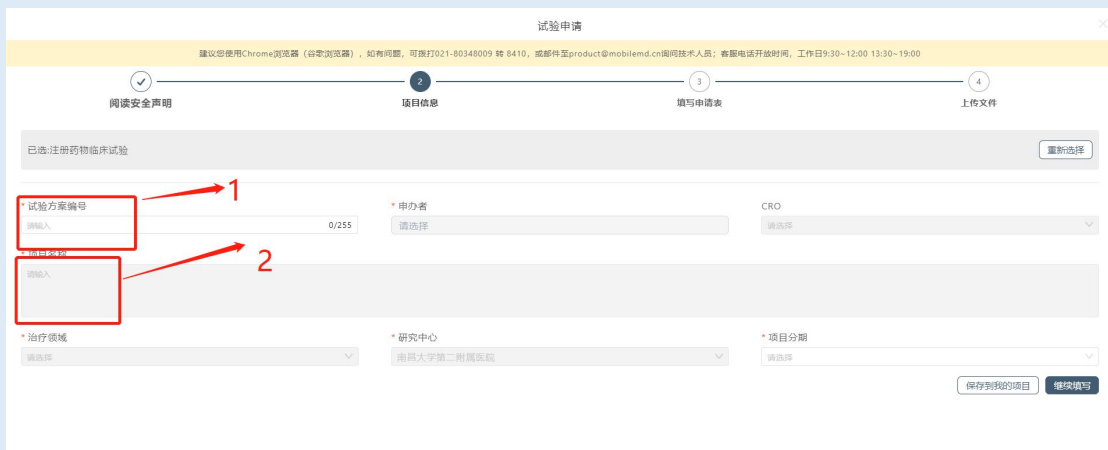 试验申请
建议您使用Chrome浏览器（谷歌浏览器），如有问题，可拨打021-80348009 转 8410，或邮件至product@mobilemd.cn询问技术人员；客服电话开放时间，工作日9:30~12:00 13:30~19:00
2 3 4
阅读安全声明 项目信息 填写申请表 上传文件
已选:注册药物临床试验 重新选择
1
* 试验方案编号 * 申办者 CRO
请输入 0/255 请选择 请选择
2
* 项目名称
请输入
* 治疗领域 * 研究中心 * 项目分期
请选择 南昌大学第二附属医院 请选择
保存到我的项目 继续填写